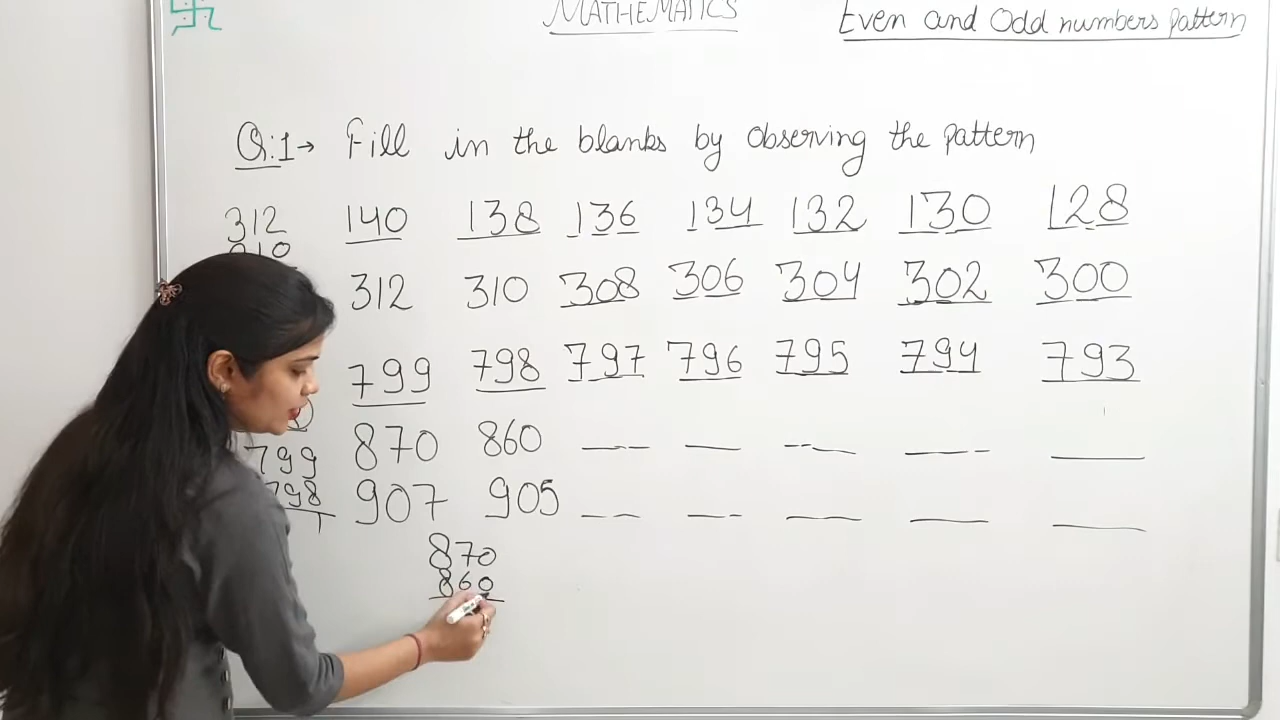 MATHEMATICS Even and Odd numbers pattern
Q:1→ Fill in the blanks by observing the pattern
312 140 138 136 134 132 130 128
312 310 308 306 304 302 300
799 798 797 796 795 794 793
870 860
799
798 907 905
1
870
860